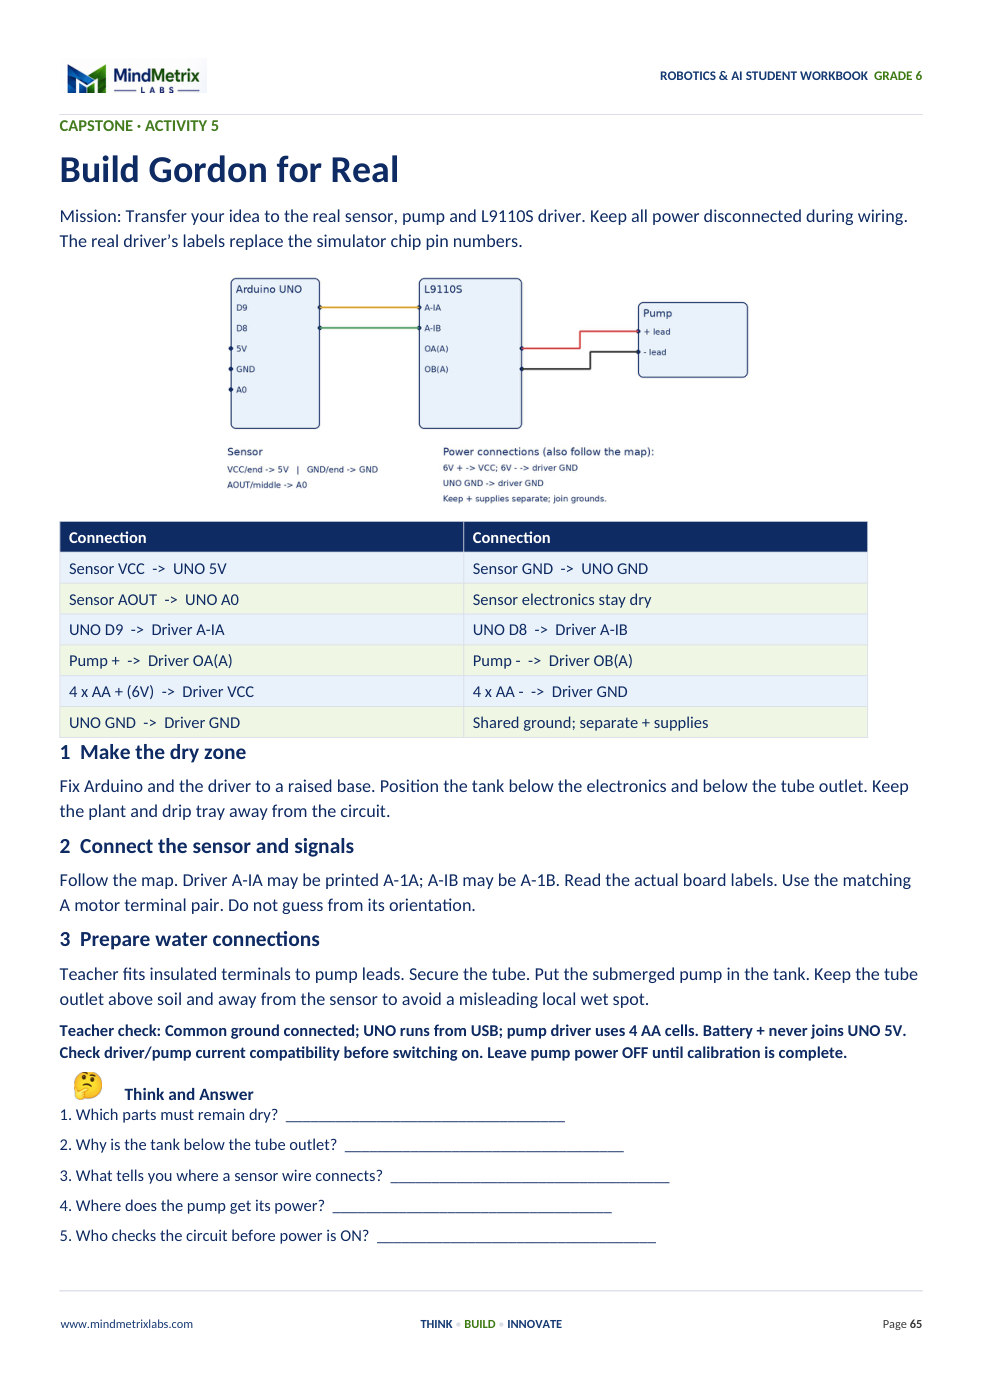 MindMetrix
LABS
ROBOTICS & AI STUDENT WORKBOOK GRADE 6
CAPSTONE · ACTIVITY 5
Build Gordon for Real
Mission: Transfer your idea to the real sensor, pump and L9110S driver. Keep all power disconnected during wiring.
The real driver’s labels replace the simulator chip pin numbers.
Arduino UNO
D9
D8
5V
GND
A0
L9110S
A-IA
A-IB
OA(A)
OB(A)
Pump
+ lead
- lead
Sensor
VCC/end -> 5V | GND/end -> GND
AOUT/middle -> A0
Power connections (also follow the map):
6V + -> VCC; 6V - -> driver GND
UNO GND -> driver GND
Keep + supplies separate; join grounds.
Connection Connection
Sensor VCC -> UNO 5V Sensor GND -> UNO GND
Sensor AOUT -> UNO A0 Sensor electronics stay dry
UNO D9 -> Driver A-IA UNO D8 -> Driver A-IB
Pump + -> Driver OA(A) Pump - -> Driver OB(A)
4 x AA + (6V) -> Driver VCC 4 x AA - -> Driver GND
UNO GND -> Driver GND Shared ground; separate + supplies
1 Make the dry zone
Fix Arduino and the driver to a raised base. Position the tank below the electronics and below the tube outlet. Keep
the plant and drip tray away from the circuit.
2 Connect the sensor and signals
Follow the map. Driver A-IA may be printed A-1A; A-IB may be A-1B. Read the actual board labels. Use the matching
A motor terminal pair. Do not guess from its orientation.
3 Prepare water connections
Teacher fits insulated terminals to pump leads. Secure the tube. Put the submerged pump in the tank. Keep the tube
outlet above soil and away from the sensor to avoid a misleading local wet spot.
Teacher check: Common ground connected; UNO runs from USB; pump driver uses 4 AA cells. Battery + never joins UNO 5V.
Check driver/pump current compatibility before switching on. Leave pump power OFF until calibration is complete.
Think and Answer
1. Which parts must remain dry? ________________________________
2. Why is the tank below the tube outlet? ________________________________
3. What tells you where a sensor wire connects? ________________________________
4. Where does the pump get its power? ________________________________
5. Who checks the circuit before power is ON? ________________________________
www.mindmetrixlabs.com
THINK • BUILD • INNOVATE
Page 65